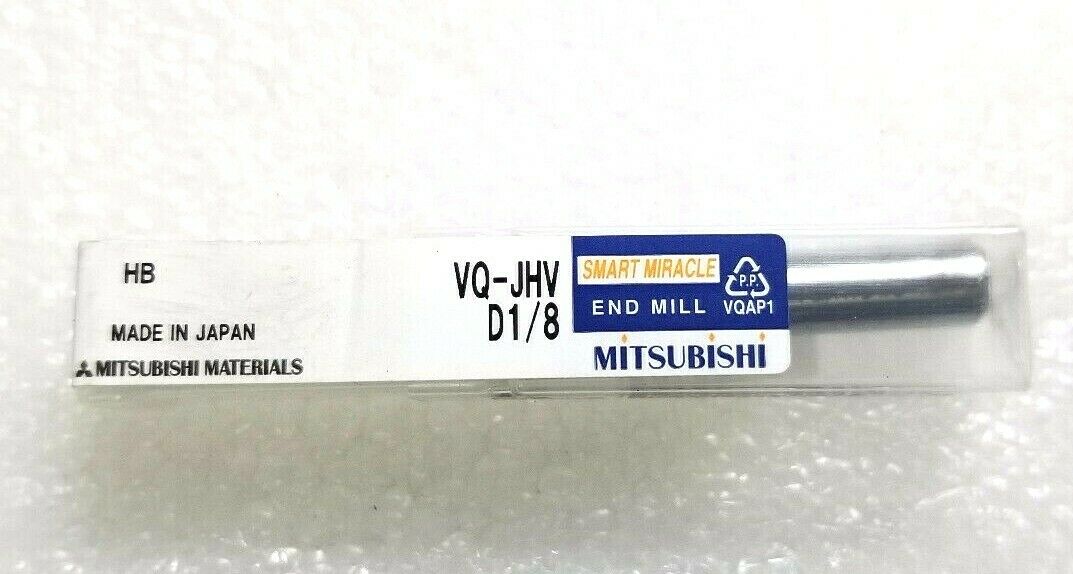 HB
MADE IN JAPAN
MITSUBISHI MATERIALS
VQ-JHV
D1/8
SMART MIRACLE
END MILL
MITSUBISHI
P.P.
VQAP1